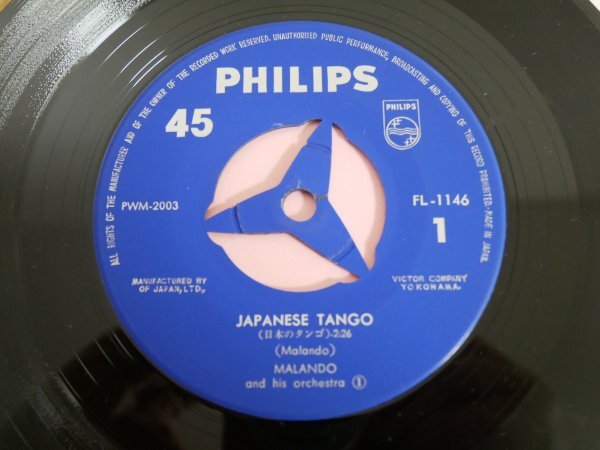 ALL RIGHTS OF THE MANUFACTURER AND OF THE OWNER OF THE RECORDED WORK RESERVED. UNAUTHORISED PUBLIC PERFORMANCE, BROADCASTING AND COPYING OF THIS RECORD PROHIBITED-MADE IN JAPAN.
PHILIPS
45
PHILIPS
PWM-2003
FL-1146
1
MANUFACTURED BY VICTOR COMPANY
OF JAPAN, LTD., YOKOHAMA.
JAPANESE TANGO
(日本のタンゴ)-2:26
(Malando)
MALANDO
and his orchestra ①